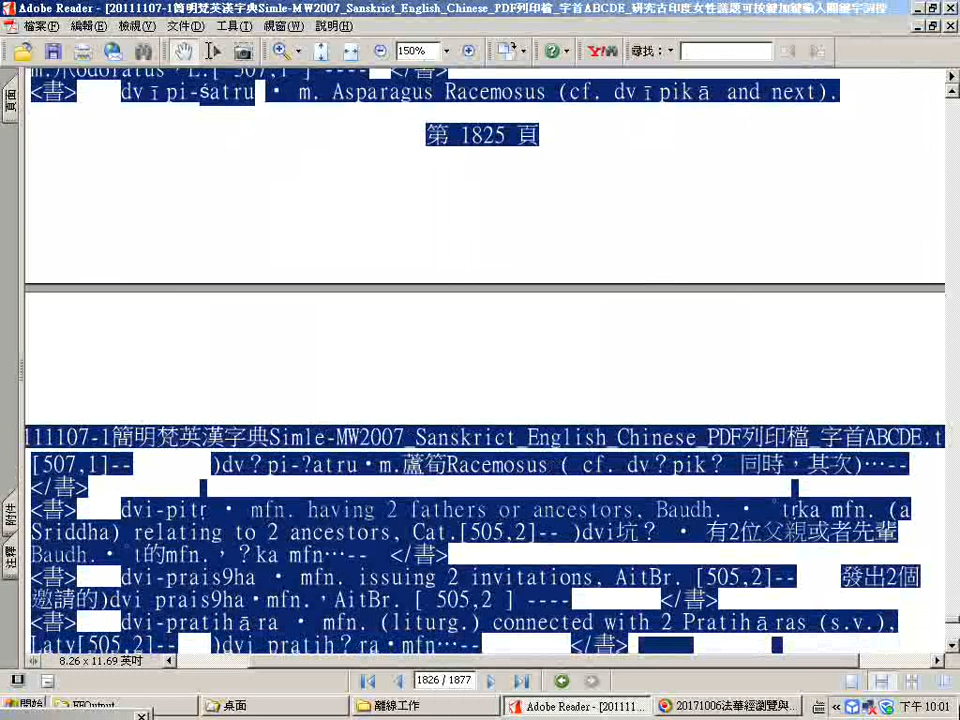 Adobe Reader - [20111107-1簡明梵英漢字典Simle-MW2007_Sanskrict_English_Chinese_PDF列印檔_字首ABCDE_研究古印度女性議題可按鍵加鍵輸入關鍵字詞搜
檔案(F) 編輯(E) 檢視(V) 文件(D) 工具(T) 視窗(W) 說明(H)
150% 尋找：
頁面
<書> dvīpi-śatru ‧ m. Asparagus Racemosus (cf. dvīpikā and next).
第 1825 頁
111107-1簡明梵英漢字典Simle-MW2007_Sanskrict_English_Chinese_PDF列印檔_字首ABCDE.t
[507,1]-- )dv？pi-?atru‧m.蘆筍Racemosus ( cf. dv？pik？ 同時，其次)…--
</書>
<書> dvi-pitṛ ‧ mfn. having 2 fathers or ancestors, Baudh. ‧ °tṛka mfn. (a
Sriddha) relating to 2 ancestors, Cat.[505,2]-- )dvi坑？ ‧ 有2位父親或者先輩
Baudh.‧°t的mfn.，？ka mfn…-- </書>
<書> dvi-prais9ha ‧ mfn. issuing 2 invitations, AitBr. [505,2]-- 發出2個
邀請的)dvi prais9ha‧mfn.，AitBr. [ 505,2 ] ---- </書>
<書> dvi-pratihāra ‧ mfn. (liturg.) connected with 2 Pratihāras (s.v.),
Laty[505,2]-- )dvi pratih？ra‧mfn…-- </書>
附件
注釋
8.26 x 11.69 英吋
1826 / 1877
開始 FFOutput 桌面 離線工作 Adobe Reader - [201111... 20171006法華經瀏覽與... 下午 10:01